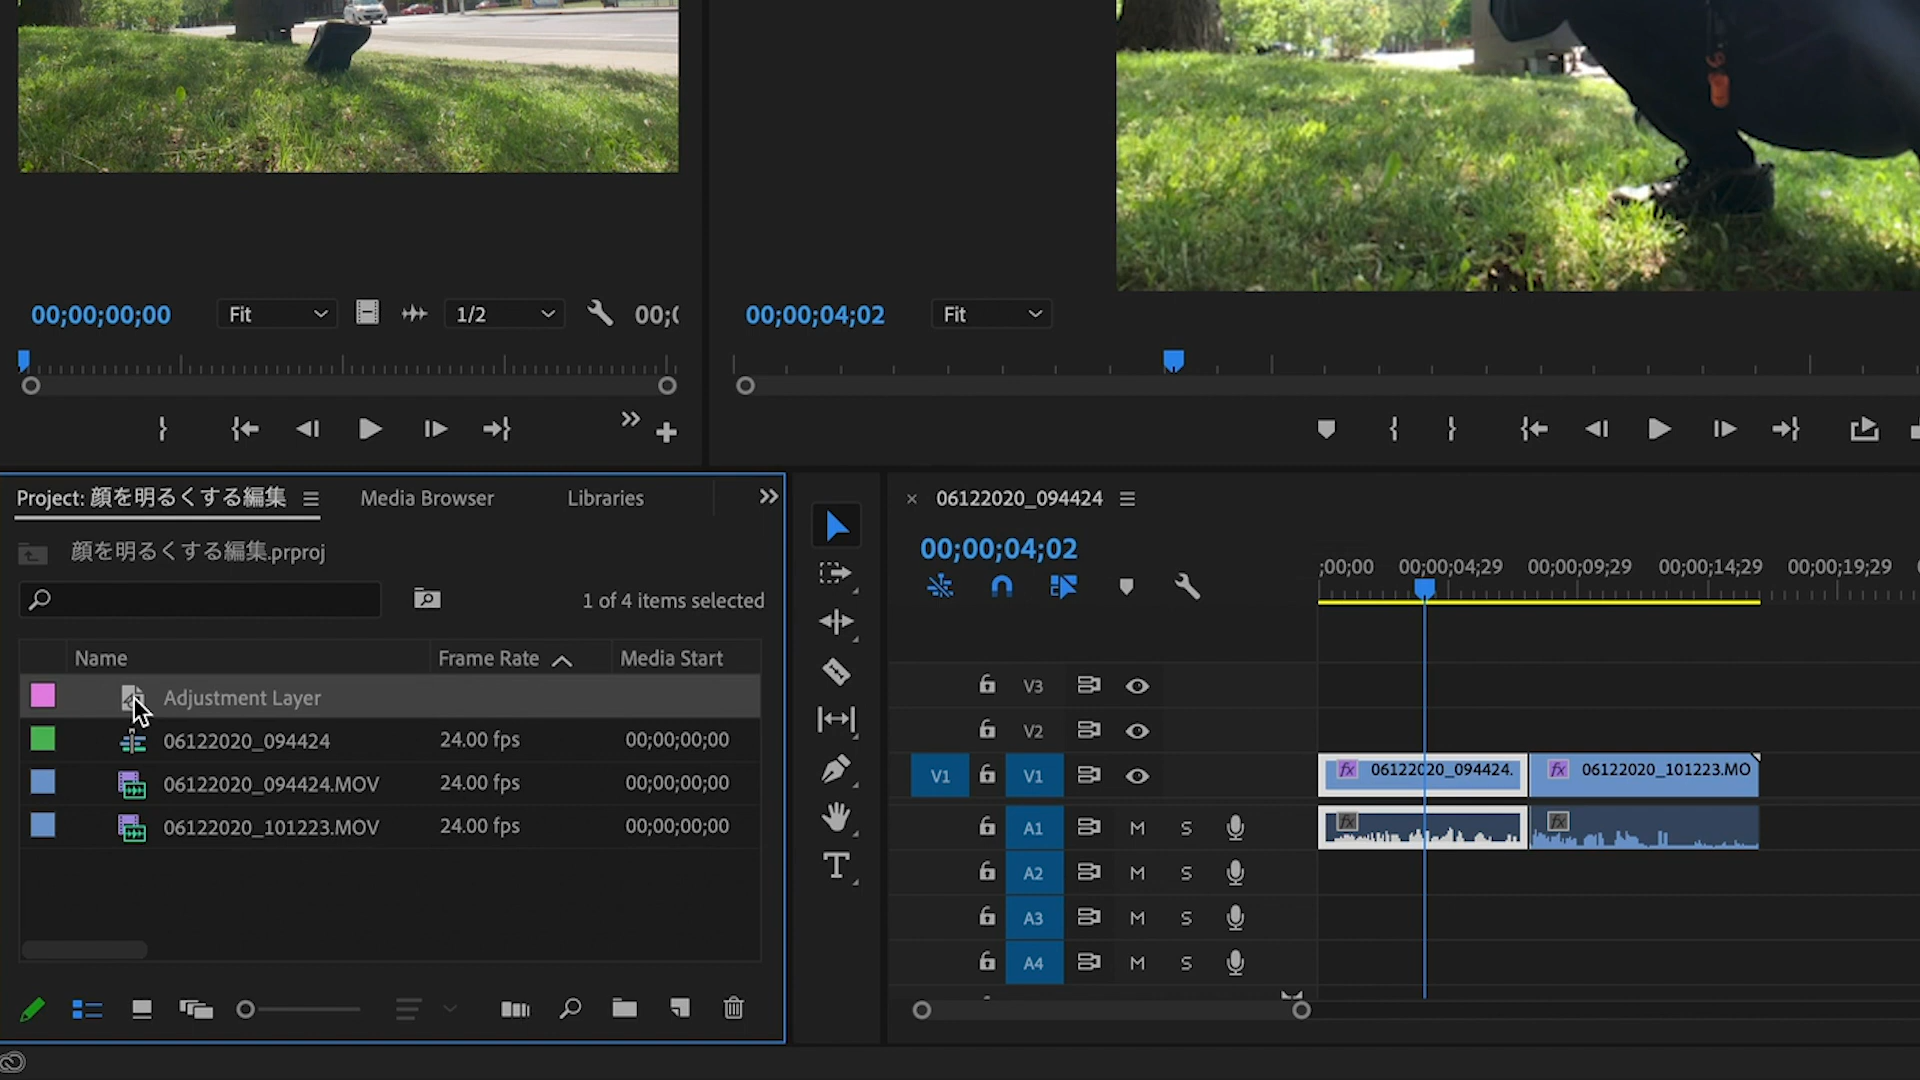 00;00;00;00 Fit 1/2 00;(
00;00;04;02 Fit
Project: 顔を明るくする編集 Media Browser Libraries
顔を明るくする編集.prproj
1 of 4 items selected
Name Frame Rate Media Start
Adjustment Layer
06122020_094424 24.00 fps 00;00;00;00
06122020_094424.MOV 24.00 fps 00;00;00;00
06122020_101223.MOV 24.00 fps 00;00;00;00
06122020_094424
00;00;04;02
;00;00 00;00;04;29 00;00;09;29 00;00;14;29 00;00;19;29
V3
V2
V1 V1 fx 06122020_094424. fx 06122020_101223.MO
A1 M S fx fx
A2 M S
A3 M S
A4 M S